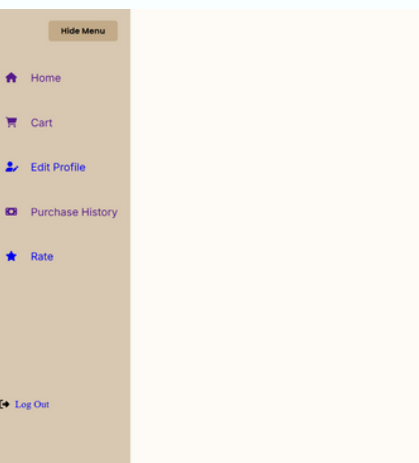 Hide Menu
Home
Cart
Edit Profile
Purchase History
Rate
Log Out